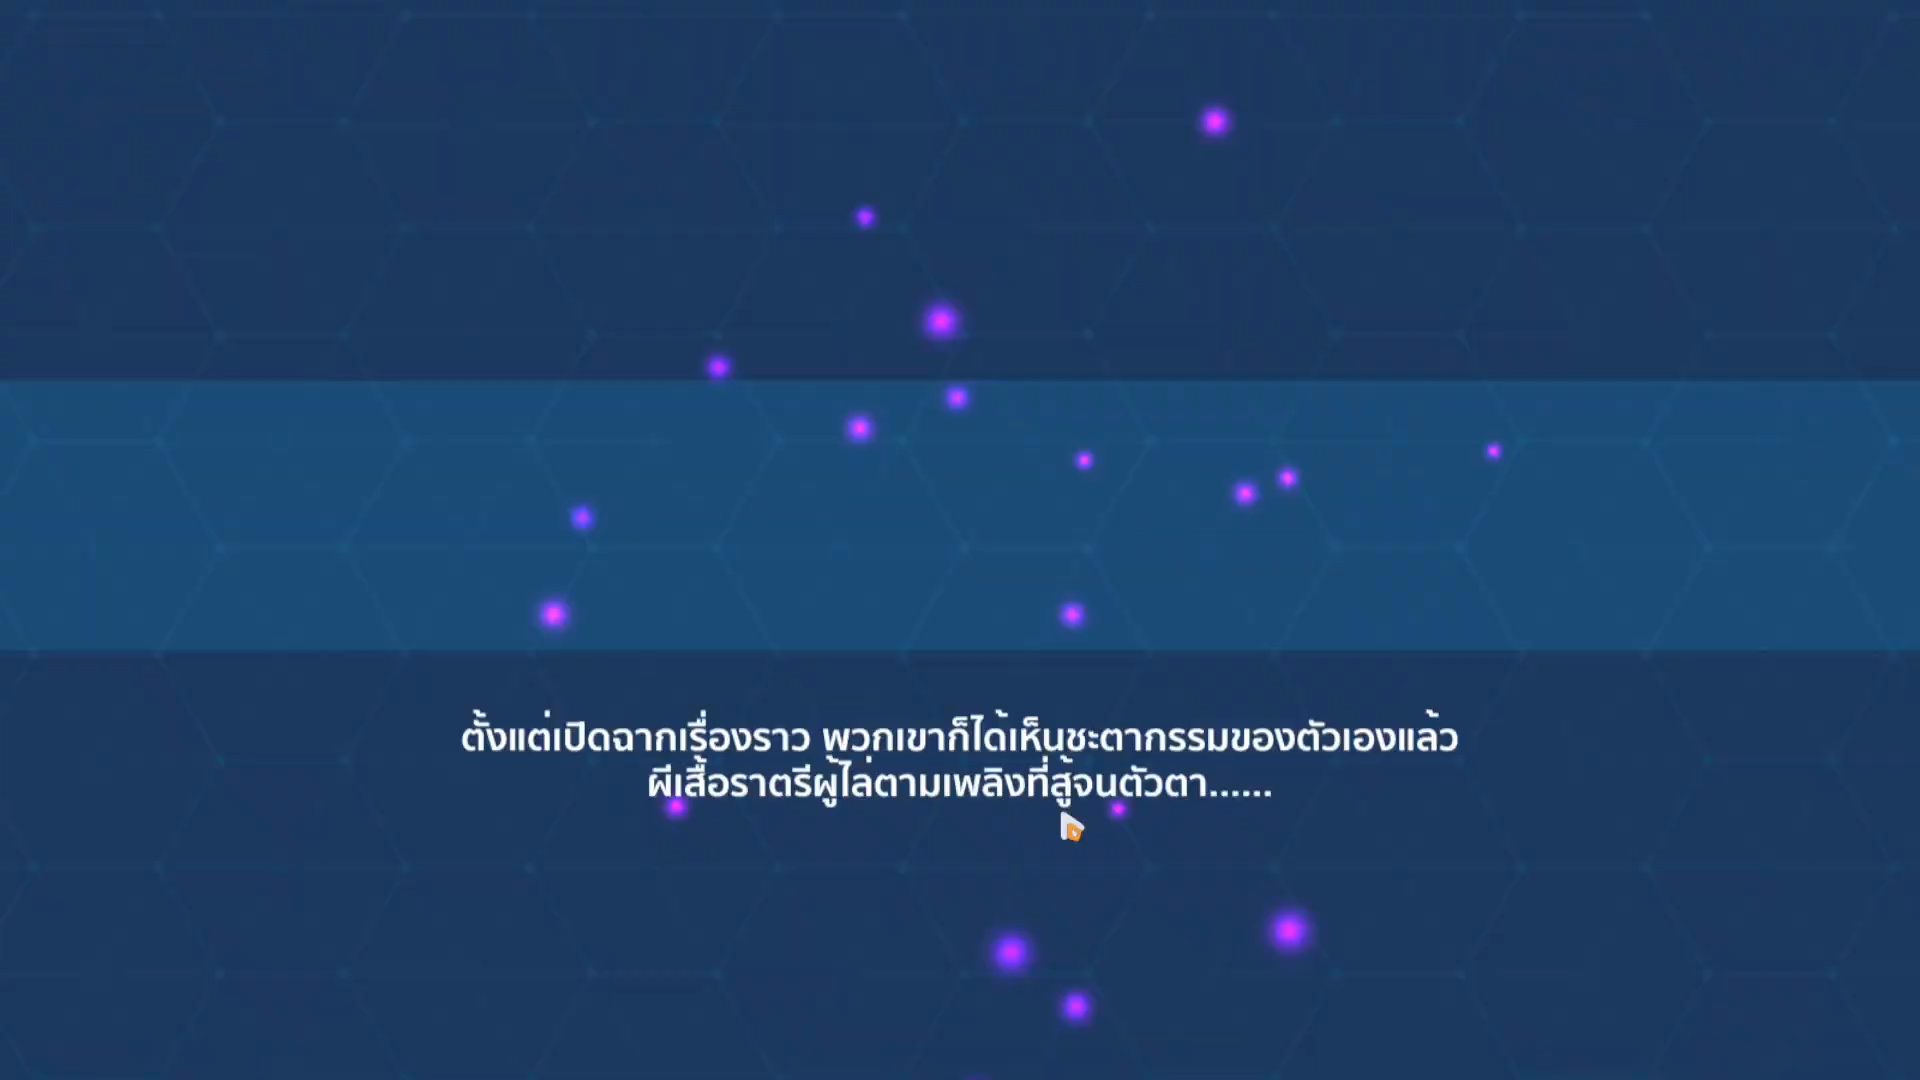 ตั้งแต่เปิดฉากเรื่องราว พวกเขาก็ได้เห็นชะตากรรมของตัวเองแล้ว
ผีเสื้อราตรีผู้ไล่ตามเพลิงที่สู้จนตัวตา......